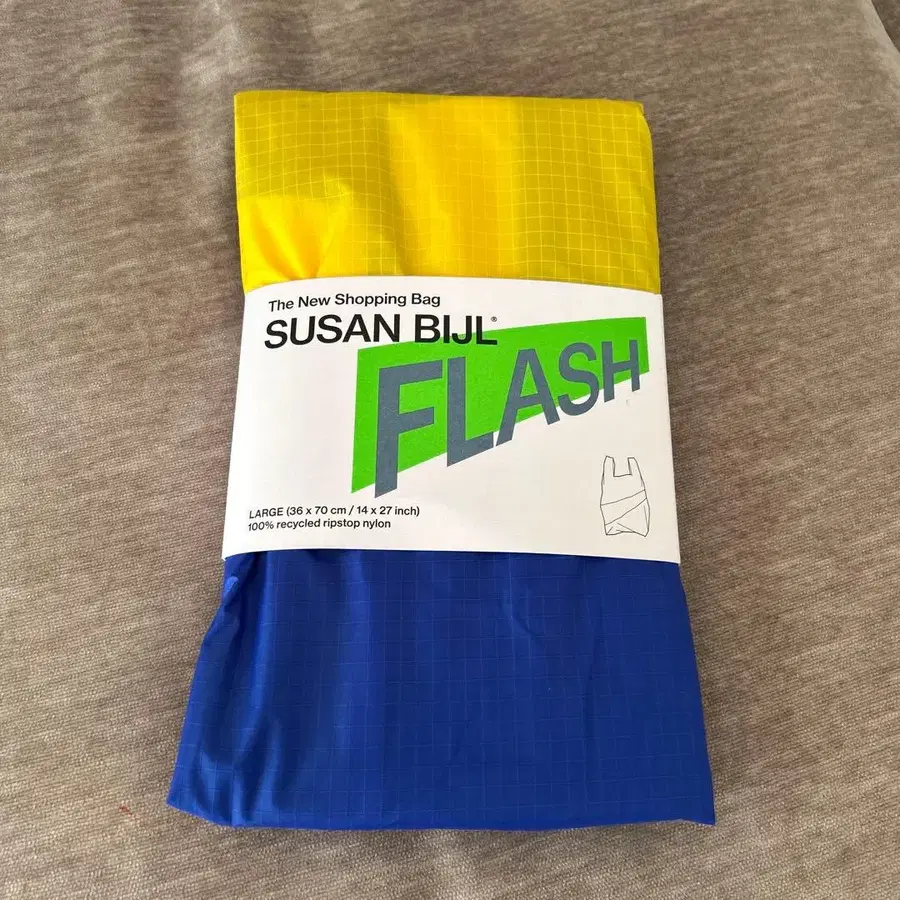 The New Shopping Bag
SUSAN BIJL®
FLASH
LARGE (36 x 70 cm / 14 x 27 inch)
100% recycled ripstop nylon